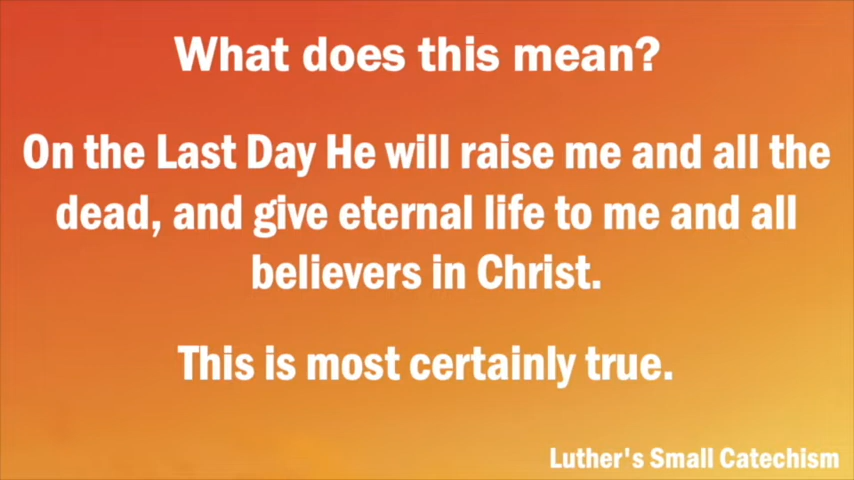 What does this mean?
On the Last Day He will raise me and all the
dead, and give eternal life to me and all
believers in Christ.
This is most certainly true.
Luther's Small Catechism